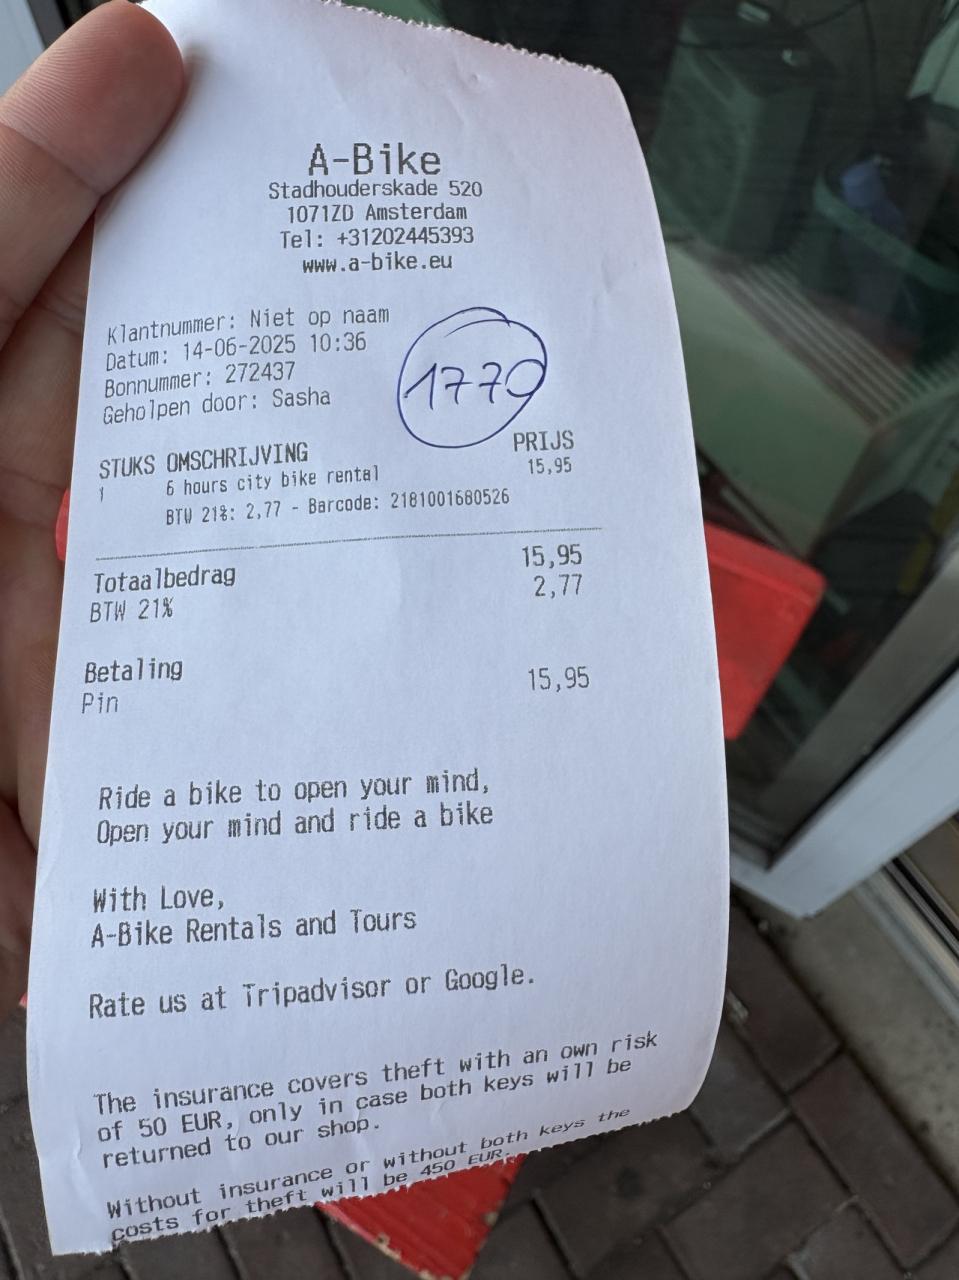 A-Bike
Stadhouderskade 520
1071ZD Amsterdam
Tel: +31202445393
www.a-bike.eu
Klantnummer: Niet op naam
Datum: 14-06-2025 10:36
Bonnummer: 272437
Geholpen door: Sasha
1770
STUKS OMSCHRIJVING PRIJS
1 6 hours city bike rental 15,95
BTW 21%: 2,77 - Barcode: 2181001680526
Totaalbedrag 15,95
BTW 21% 2,77
Betaling
Pin 15,95
Ride a bike to open your mind,
Open your mind and ride a bike
With Love,
A-Bike Rentals and Tours
Rate us at Tripadvisor or Google.
The insurance covers theft with an own risk
of 50 EUR, only in case both keys will be
returned to our shop.
Without insurance or without both keys the
costs for theft will be 450 EUR.